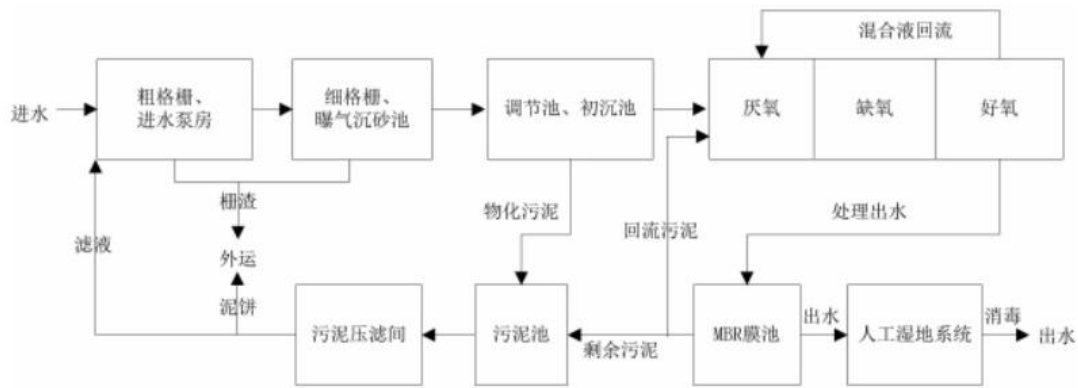 混合液回流
进水
粗格栅、
进水泵房
细格栅、
曝气沉砂池
调节池、初沉池
厌氧
缺氧
好氧
栅渣
物化污泥
回流污泥
处理出水
滤液
外运
泥饼
污泥压滤间
污泥池
剩余污泥
MBR膜池
出水
人工湿地系统
消毒
出水